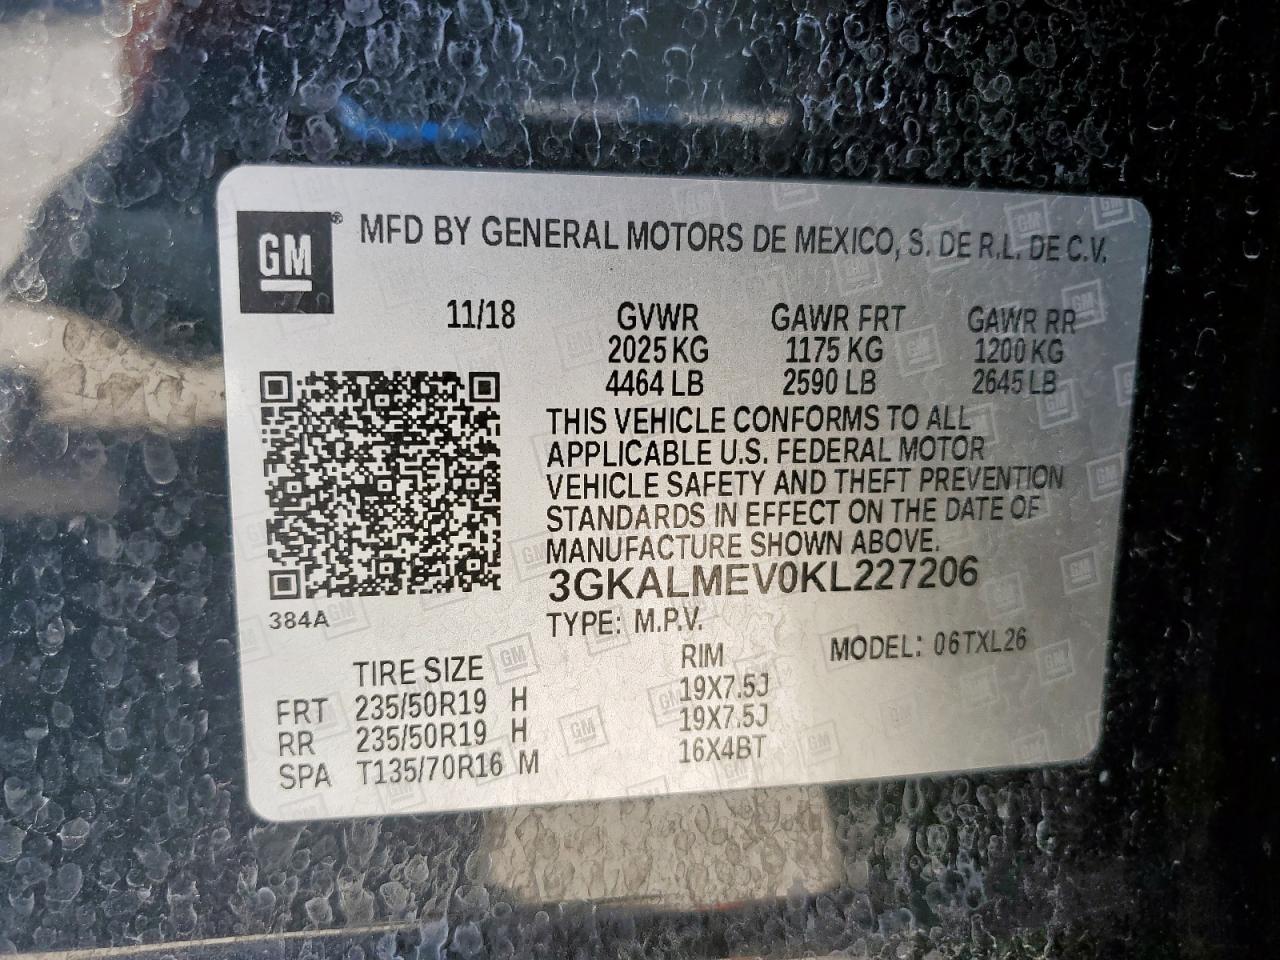 GM® MFD BY GENERAL MOTORS DE MEXICO, S. DE R.L. DE C.V.
11/18 GVWR GAWR FRT GAWR RR
2025 KG 1175 KG 1200 KG
4464 LB 2590 LB 2645 LB
THIS VEHICLE CONFORMS TO ALL
APPLICABLE U.S. FEDERAL MOTOR
VEHICLE SAFETY AND THEFT PREVENTION
STANDARDS IN EFFECT ON THE DATE OF
MANUFACTURE SHOWN ABOVE.
3GKALMEV0KL227206
384A
TYPE: M.P.V.
MODEL: 06TXL26
TIRE SIZE RIM
FRT 235/50R19 H 19X7.5J
RR 235/50R19 H 19X7.5J
SPA T135/70R16 M 16X4BT